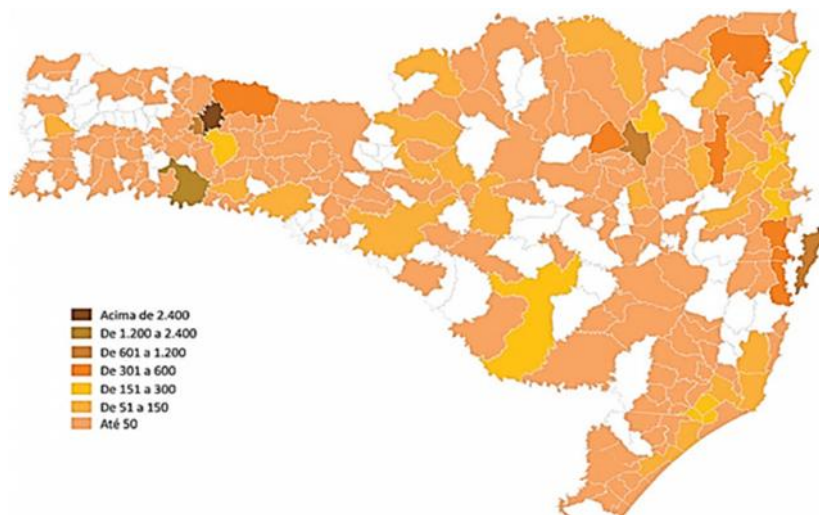 Acima de 2.400
De 1.200 a 2.400
De 601 a 1.200
De 301 a 600
De 151 a 300
De 51 a 150
Até 50